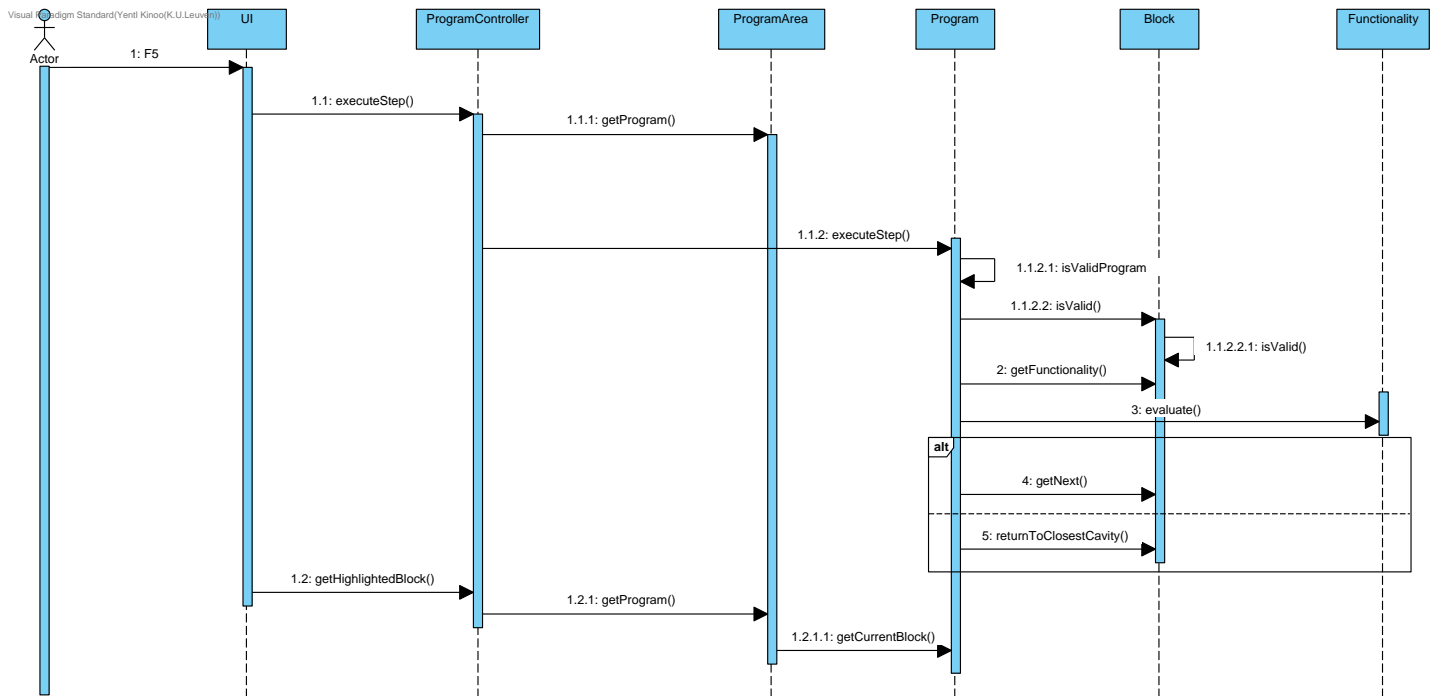 Visual Paradigm Standard(Yentl Kinoo(K.U.Leuven))
Actor
UI
ProgramController
ProgramArea
Program
Block
Functionality
1: F5
1.1: executeStep()
1.1.1: getProgram()
1.1.2: executeStep()
1.1.2.1: isValidProgram
1.1.2.2: isValid()
1.1.2.2.1: isValid()
2: getFunctionality()
3: evaluate()
alt
4: getNext()
5: returnToClosestCavity()
1.2: getHighlightedBlock()
1.2.1: getProgram()
1.2.1.1: getCurrentBlock()